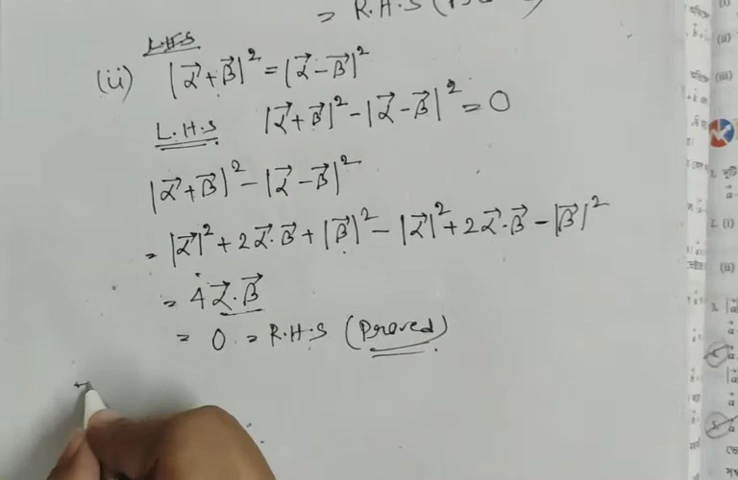 = R.H.S
L.H.S
(ii) |α⃗+β⃗|² = |α⃗−β⃗|²
L.H.S |α⃗+β⃗|² − |α⃗−β⃗|² = 0
|α⃗+β⃗|² − |α⃗−β⃗|²
= |α⃗|² + 2α⃗.β⃗ + |β⃗|² − |α⃗|² + 2α⃗.β⃗ − |β⃗|²
= 4α⃗.β⃗
= 0 = R.H.S (Proved)